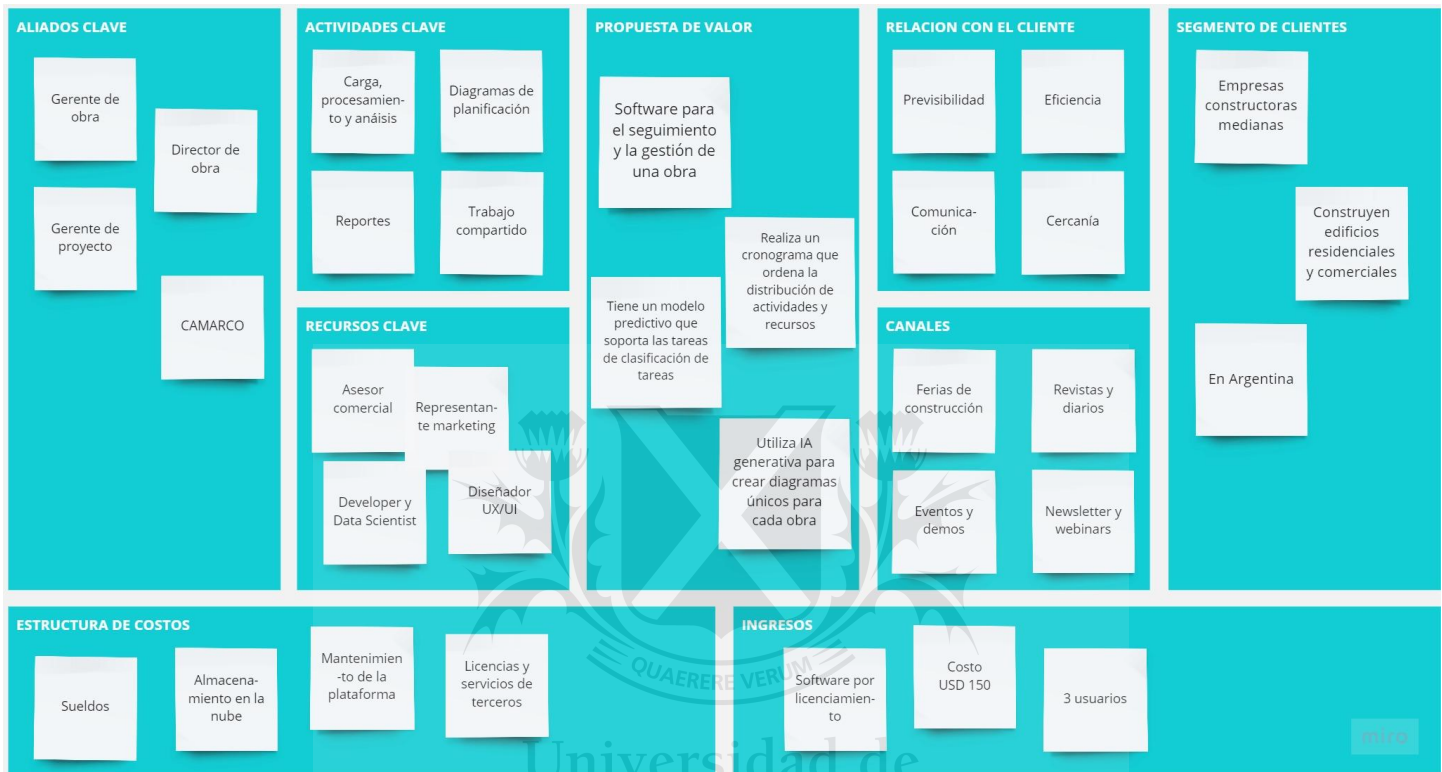 ALIADOS CLAVE
Gerente de
obra
Director de
obra
Gerente de
proyecto
CAMARCO
ACTIVIDADES CLAVE
Carga,
procesamien-
to y anáisis
Diagramas de
planificación
Reportes
Trabajo
compartido
RECURSOS CLAVE
Asesor
comercial
Representan-
te marketing
Developer y
Data Scientist
Diseñador
UX/UI
PROPUESTA DE VALOR
Software para
el seguimiento
y la gestión de
una obra
Realiza un
cronograma que
ordena la
distribución de
actividades y
recursos
Tiene un modelo
predictivo que
soporta las tareas
de clasificación de
tareas
Utiliza IA
generativa para
crear diagramas
únicos para
cada obra
RELACION CON EL CLIENTE
Previsibilidad
Eficiencia
Comunica-
ción
Cercanía
CANALES
Ferias de
construcción
Revistas y
diarios
Eventos y
demos
Newsletter y
webinars
SEGMENTO DE CLIENTES
Empresas
constructoras
medianas
Construyen
edificios
residenciales
y comerciales
En Argentina
ESTRUCTURA DE COSTOS
Sueldos
Almacena-
miento en la
nube
Mantenimien
-to de la
plataforma
Licencias y
servicios de
terceros
INGRESOS
Software por
licenciamien-
to
Costo
USD 150
3 usuarios
QUAERERE VERUM
Universidad de
miro